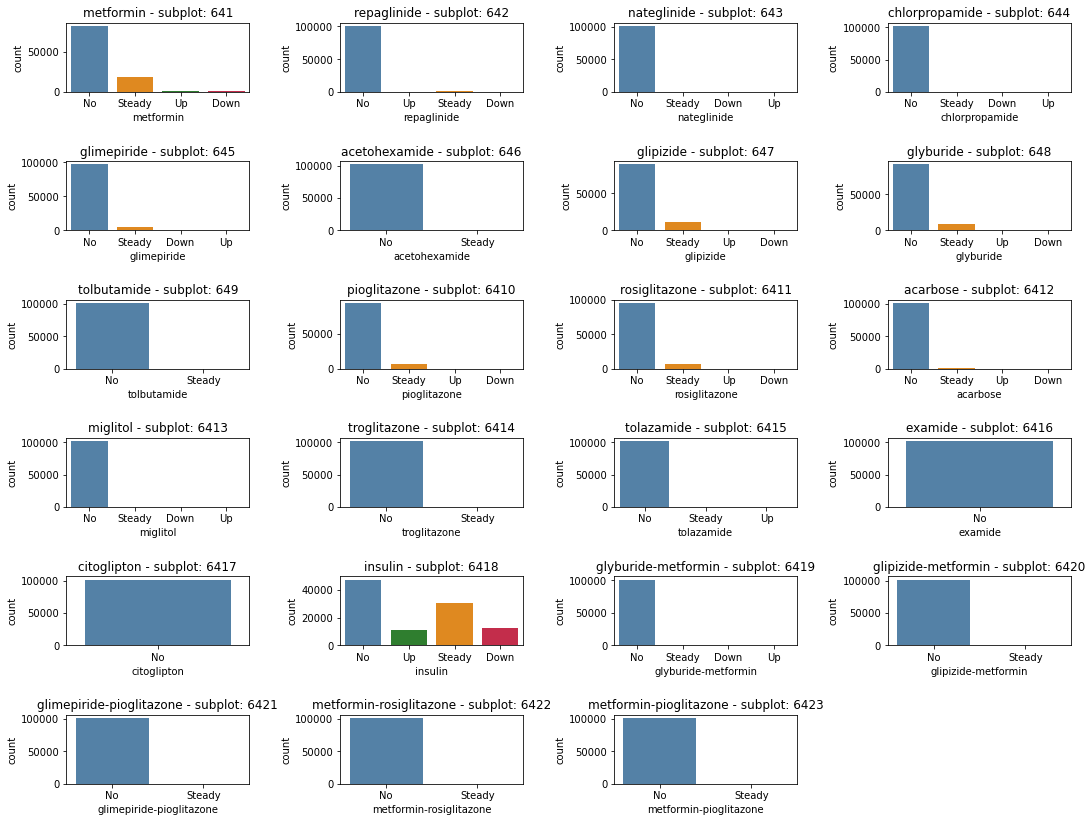 metformin - subplot: 641
count
50000
0
No Steady Up Down
metformin
repaglinide - subplot: 642
count
100000
50000
0
No Up Steady Down
repaglinide
nateglinide - subplot: 643
count
100000
50000
0
No Steady Down Up
nateglinide
chlorpropamide - subplot: 644
count
100000
50000
0
No Steady Down Up
chlorpropamide
glimepiride - subplot: 645
count
100000
50000
0
No Steady Down Up
glimepiride
acetohexamide - subplot: 646
count
100000
50000
0
No Steady
acetohexamide
glipizide - subplot: 647
count
50000
0
No Steady Up Down
glipizide
glyburide - subplot: 648
count
50000
0
No Steady Up Down
glyburide
tolbutamide - subplot: 649
count
100000
50000
0
No Steady
tolbutamide
pioglitazone - subplot: 6410
count
50000
0
No Steady Up Down
pioglitazone
rosiglitazone - subplot: 6411
count
100000
50000
0
No Steady Up Down
rosiglitazone
acarbose - subplot: 6412
count
100000
50000
0
No Steady Up Down
acarbose
miglitol - subplot: 6413
count
100000
50000
0
No Steady Down Up
miglitol
troglitazone - subplot: 6414
count
100000
50000
0
No Steady
troglitazone
tolazamide - subplot: 6415
count
100000
50000
0
No Steady Up
tolazamide
examide - subplot: 6416
count
100000
50000
0
No
examide
citoglipton - subplot: 6417
count
100000
50000
0
No
citoglipton
insulin - subplot: 6418
count
40000
20000
0
No Up Steady Down
insulin
glyburide-metformin - subplot: 6419
count
100000
50000
0
No Steady Down Up
glyburide-metformin
glipizide-metformin - subplot: 6420
count
100000
50000
0
No Steady
glipizide-metformin
glimepiride-pioglitazone - subplot: 6421
count
100000
50000
0
No Steady
glimepiride-pioglitazone
metformin-rosiglitazone - subplot: 6422
count
100000
50000
0
No Steady
metformin-rosiglitazone
metformin-pioglitazone - subplot: 6423
count
100000
50000
0
No Steady
metformin-pioglitazone